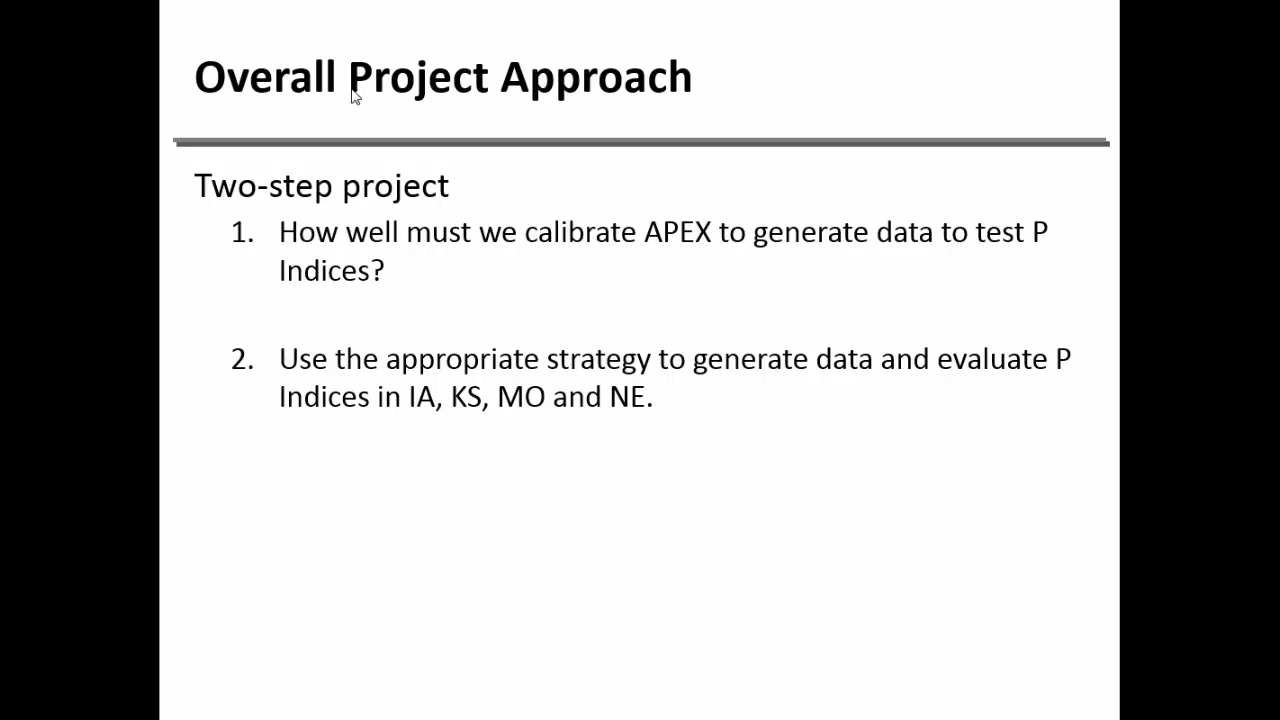 Overall Project Approach
Two-step project
1. How well must we calibrate APEX to generate data to test P
Indices?
2. Use the appropriate strategy to generate data and evaluate P
Indices in IA, KS, MO and NE.